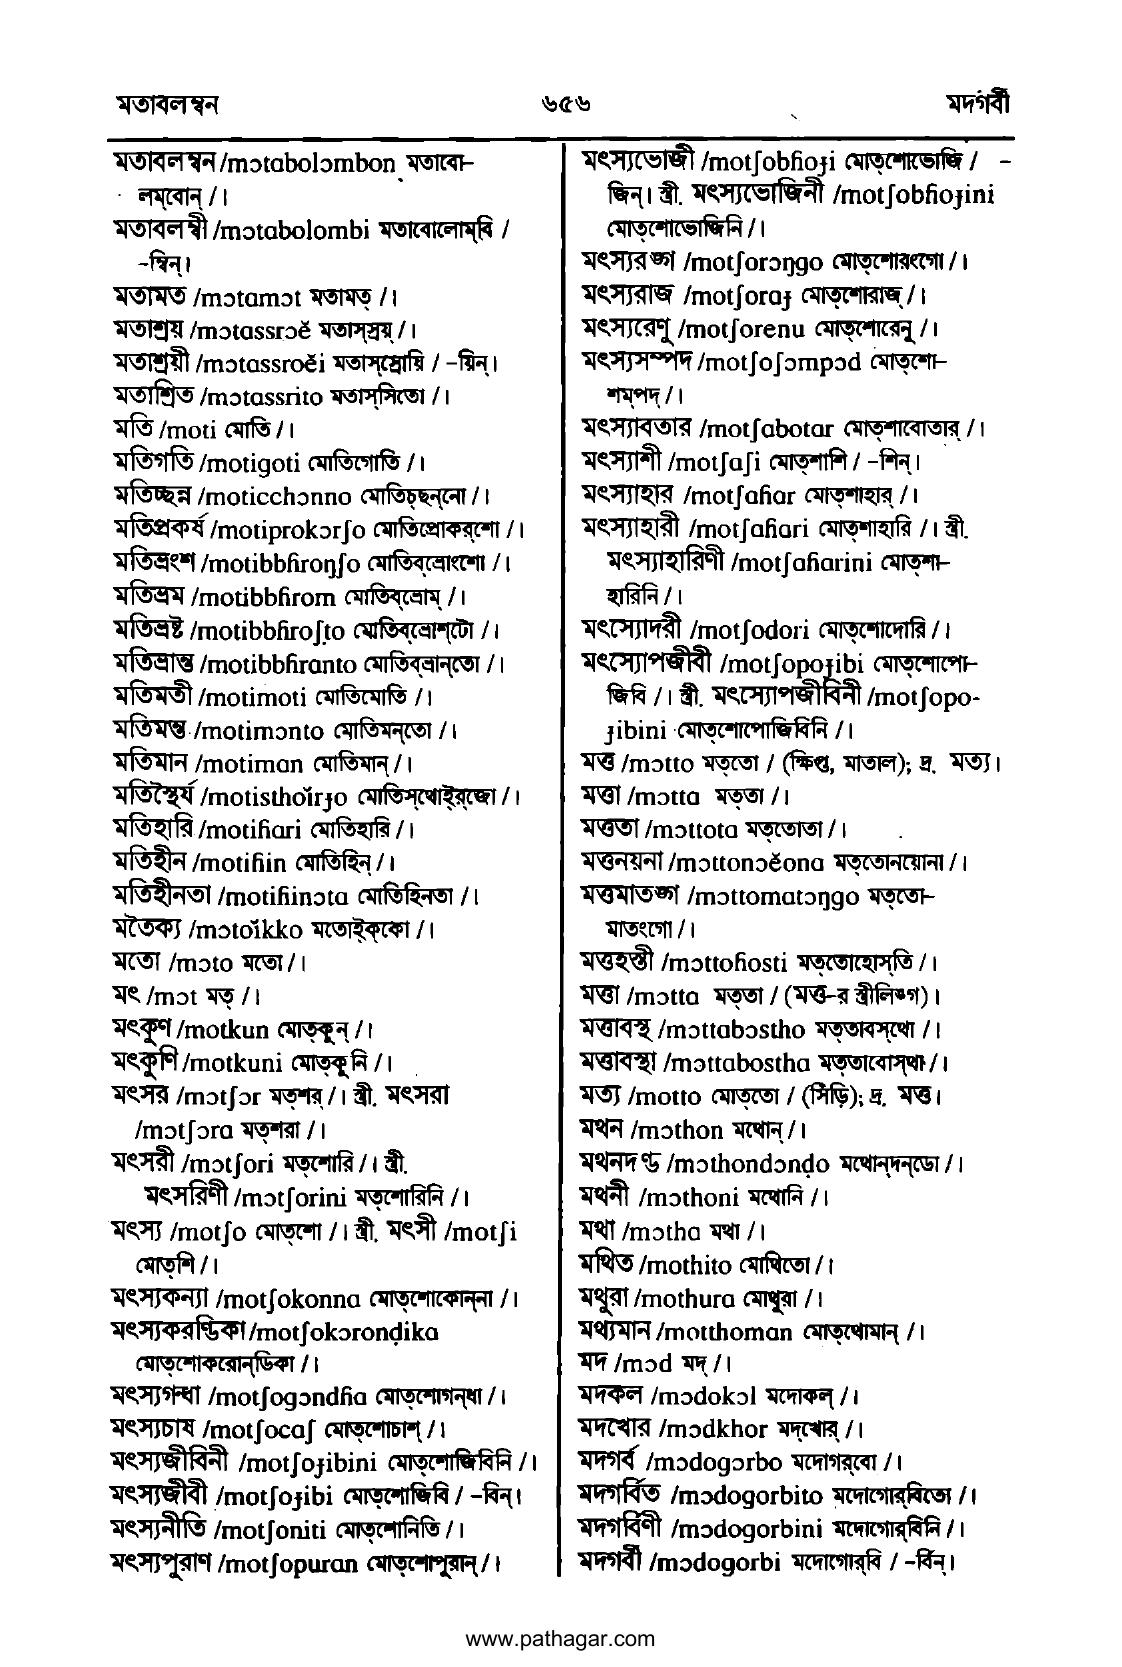 মতাবলম্বন ৬৫৬ মদগর্বী
মতাবলম্বন /mɔtabolɔmbon মতাবো–
লম্‌বোন্ /।
মতাবলম্বী /mɔtabolombi মতাবোলোম্‌বি /
-ম্বিন্।
মতামত /mɔtamɔt মতামত্ /।
মতাশ্রয় /mɔtassrɔĕ মতাস্‌স্রয়্ /।
মতাশ্রয়ী /mɔtassroĕi মতাস্‌স্রোয়ি / -য়িন্।
মতাশ্রিত /mɔtassrito মতাস্‌সিতো /।
মতি /moti মোতি /।
মতিগতি /motigoti মোতিগোতি /।
মতিচ্ছন্ন /moticchɔnno মোতিচ্‌ছন্‌নো /।
মতিপ্রকর্ষ /motiprokɔrʃo মোতিপ্রোকর্‌শো /।
মতিভ্রংশ /motibbɦroŋʃo মোতিব্‌ভ্রোংশো /।
মতিভ্রম /motibbɦrom মোতিব্‌ভ্রোম্ /।
মতিভ্রষ্ট /motibbɦroʃṭo মোতিব্‌ভ্রোশ্‌টো /।
মতিভ্রান্ত /motibbɦranto মোতিব্‌ভ্রান্‌তো /।
মতিমতী /motimoti মোতিমোতি /।
মতিমন্ত /motimɔnto মোতিমন্‌তো /।
মতিমান /motiman মোতিমান্ /।
মতিস্থৈর্য /motisthoĭrɟo মোতিস্‌থোই্‌র্‌জো /।
মতিহারি /motiɦari মোতিহারি /।
মতিহীন /motiɦin মোতিহিন্ /।
মতিহীনতা /motiɦinɔta মোতিহিনতা /।
মতৈক্য /mɔtoĭkko মতোই্‌ক্‌কো /।
মতো /mɔto মতো /।
মৎ /mɔt মত্ /।
মৎকুণ /motkun মোত্‌কুন্ /।
মৎকুণি /motkuni মোত্‌কুনি /।
মৎসর /mɔtʃɔr মত্‌শর্ /। স্ত্রী. মৎসরা
/mɔtʃɔra মত্‌শরা /।
মৎসরী /mɔtʃori মত্‌শোরি /। স্ত্রী.
মৎসরিণী /mɔtʃorini মত্‌শোরিনি /।
মৎস্য /motʃo মোত্‌শো /। স্ত্রী. মৎসী /motʃi
মোত্‌শি /।
মৎস্যকন্যা /motʃokonna মোত্‌শোকোন্‌না /।
মৎস্যকরণ্ডিকা /motʃokɔronḍika
মোত্‌শোকরোন্‌ডিকা /।
মৎস্যগন্ধা /motʃogɔndɦa মোত্‌শোগন্‌ধা /।
মৎস্যচাষ /motʃocaʃ মোত্‌শোচাশ্ /।
মৎস্যজীবিনী /motʃoɟibini মোত্‌শোজিবিনি /।
মৎস্যজীবী /motʃoɟibi মোত্‌শোজিবি / -বিন্।
মৎস্যনীতি /motʃoniti মোত্‌শোনিতি /।
মৎস্যপুরাণ /motʃopuran মোত্‌শোপুরান্ /।
মৎস্যভোজী /motʃobɦoɟi মোত্‌শোভোজি / -
জিন্। স্ত্রী. মৎস্যভোজিনী /motʃobɦoɟini
মোত্‌শোভোজিনি /।
মৎস্যরঙ্গ /motʃorɔŋgo মোত্‌শোরংগো /।
মৎস্যরাজ /motʃoraɟ মোত্‌শোরাজ্ /।
মৎস্যরেণু /motʃorenu মোত্‌শোরেনু /।
মৎস্যসম্পদ /motʃoʃɔmpɔd মোত্‌শো–
শম্‌পদ্ /।
মৎস্যাবতার /motʃabotar মোত্‌শাবোতার্ /।
মৎস্যাশী /motʃaʃi মোত্‌শাশি / -শিন্।
মৎস্যাহার /motʃaɦar মোত্‌শাহার্ /।
মৎস্যাহারী /motʃaɦari মোত্‌শাহারি /। স্ত্রী.
মৎস্যাহারিণী /motʃaɦarini মোত্‌শা–
হারিনি /।
মৎস্যোদরী /motʃodori মোত্‌শোদোরি /।
মৎস্যোপজীবী /motʃopoɟibi মোত্‌শোপো–
জিবি /। স্ত্রী. মৎস্যোপজীবিনী /motʃopo-
ɟibini মোত্‌শোপোজিবিনি /।
মত্ত /mɔtto মত্‌তো / (ক্ষিপ্ত, মাতাল); দ্র. মত্য।
মত্তা /mɔtta মত্‌তা /।
মত্ততা /mɔttota মত্‌তোতা /।
মত্তনয়না /mɔttonɔĕona মত্‌তোনয়োনা /।
মত্তমাতঙ্গ /mɔttomatɔŋgo মত্‌তো–
মাতংগো /।
মত্তহস্তী /mɔttoɦosti মত্‌তোহোস্‌তি /।
মত্তা /mɔtta মত্‌তা / (মত্ত-র স্ত্রীলিঙ্গ)।
মত্তাবস্থ /mɔttabɔstho মত্‌তাবস্‌থো /।
মত্তাবস্থা /mɔttabostha মত্‌তাবোস্‌থা /।
মত্য /motto মোত্‌তো / (সিঁড়ি); দ্র. মত্ত।
মথন /mɔthon মথোন্ /।
মথনদণ্ড /mɔthondɔnḍo মথোন্‌দন্‌ডো /।
মথনী /mɔthoni মথোনি /।
মথা /mɔtha মথা /।
মথিত /mothito মোথিতো /।
মথুরা /mothura মোথুরা /।
মথ্যমান /motthoman মোত্‌থোমান্ /।
মদ /mɔd মদ্ /।
মদকল /mɔdokɔl মদোকল্ /।
মদখোর /mɔdkhor মদ্‌খোর্ /।
মদগর্ব /mɔdogɔrbo মদোগর্‌বো /।
মদগর্বিত /mɔdogorbito মদোগোর্‌বিতো /।
মদগর্বিণী /mɔdogorbini মদোগোর্‌বিনি /।
মদগর্বী /mɔdogorbi মদোগোর্‌বি / -র্বিন্।
www.pathagar.com